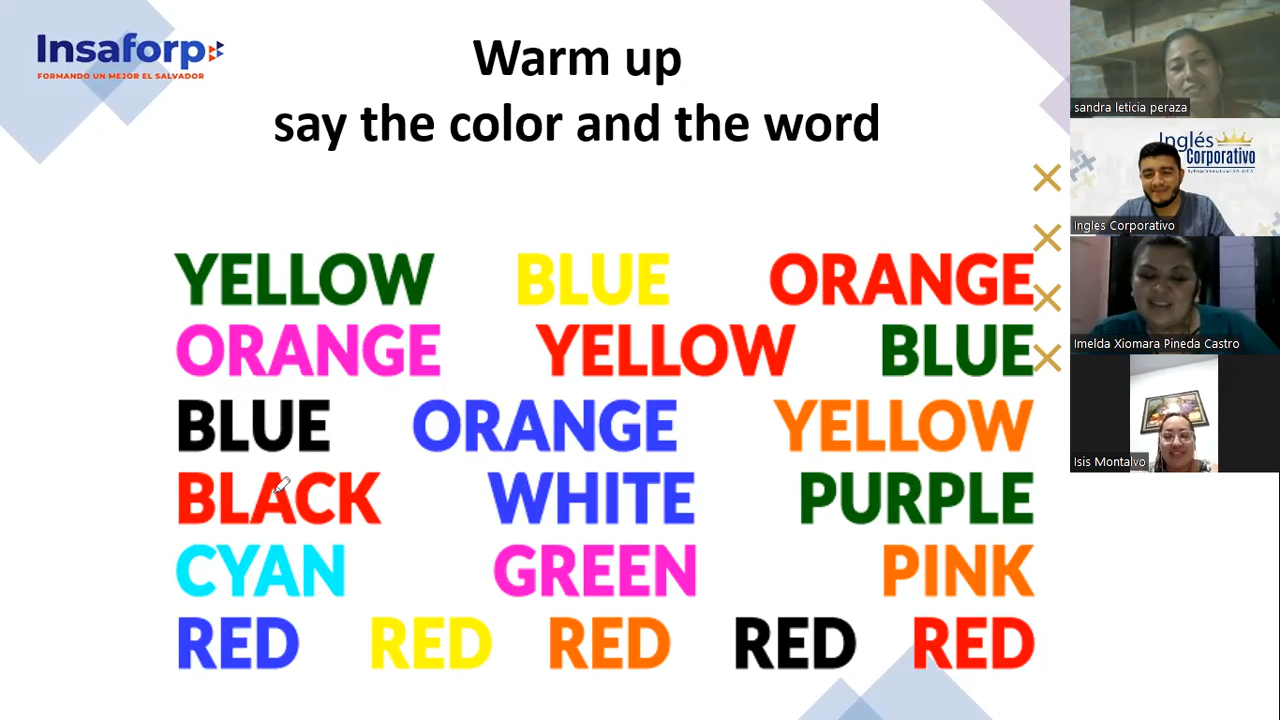 Insaforp
FORMANDO UN MEJOR EL SALVADOR
Warm up
say the color and the word
YELLOW BLUE ORANGE
ORANGE YELLOW BLUE
BLUE ORANGE YELLOW
BLACK WHITE PURPLE
CYAN GREEN PINK
RED RED RED RED RED
sandra leticia peraza
Inglés
Corporativo
Ingles Corporativo
Imelda Xiomara Pineda Castro
Isis Montalvo